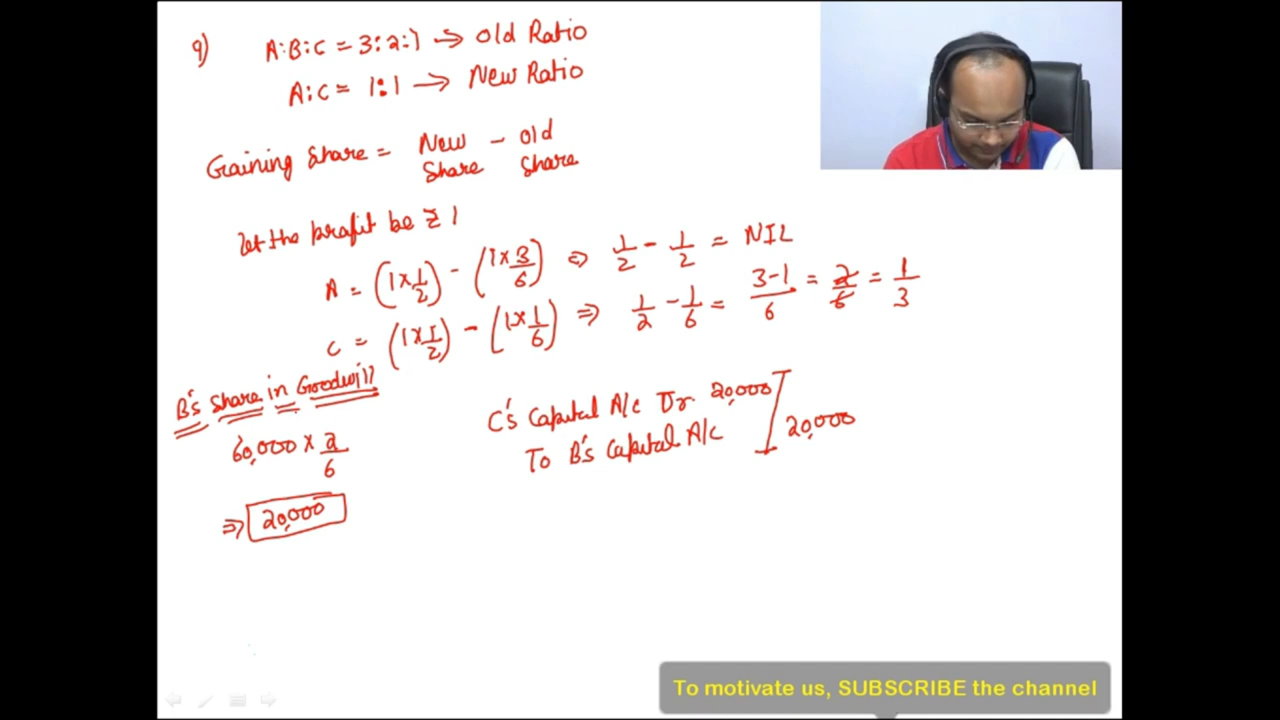 9) A:B:C = 3:2:1 → Old Ratio
A:C = 1:1 → New Ratio
Gaining Share = New Share - Old Share
Let the profit be ₹ 1
A = (1×1/2) - (1×3/6) ⇒ 1/2 - 1/2 = NIL
C = (1×1/2) - (1×1/6) ⇒ 1/2 - 1/6 = 3-1/6 = 2/6 = 1/3
B's Share in Goodwill
60,000 × 2/6
⇒ 20,000
C's Capital A/c Dr 20,000
To B's Capital A/c 20,000
To motivate us, SUBSCRIBE the channel